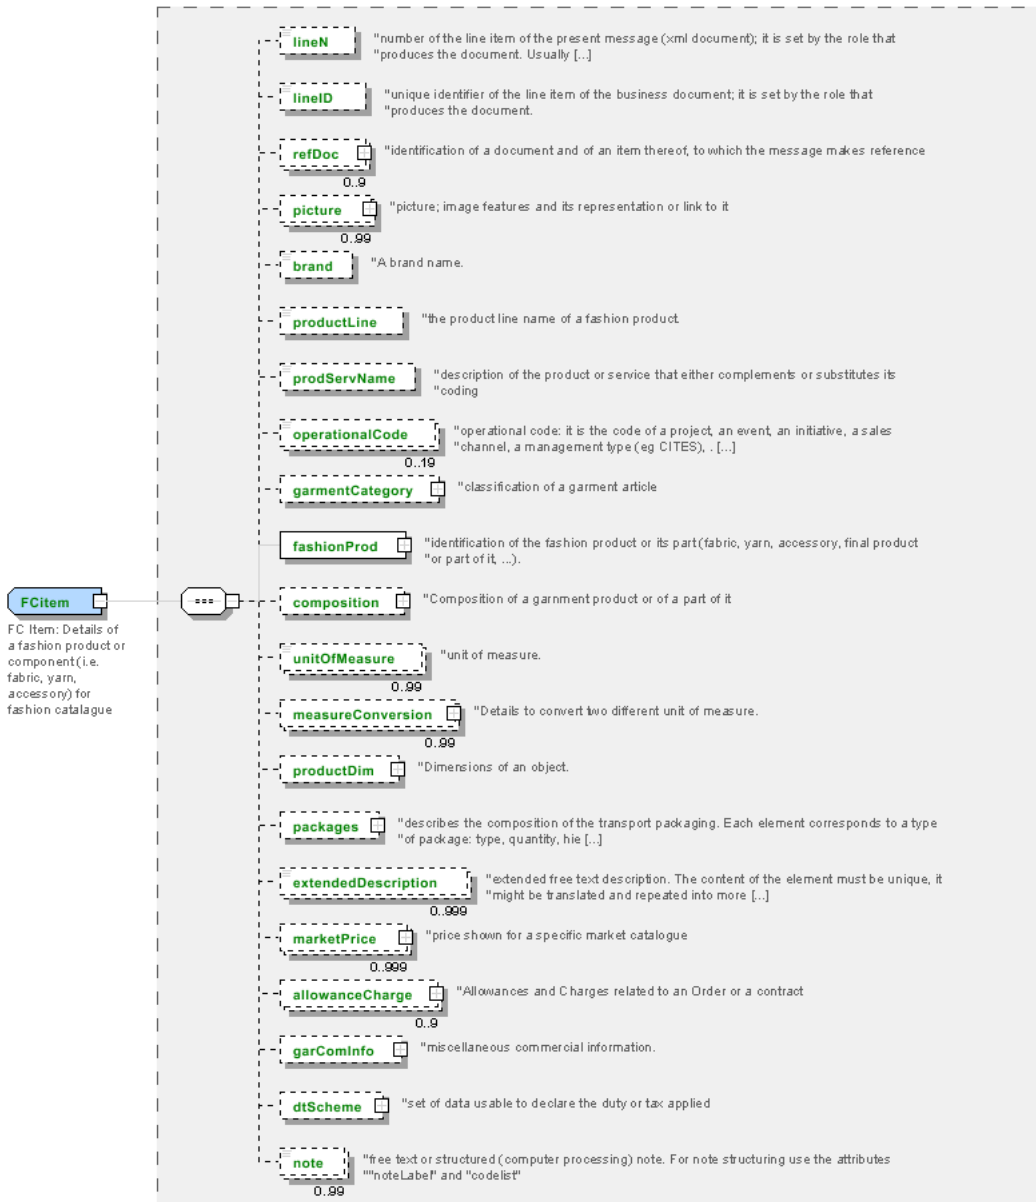 lineN
"number of the line item of the present message (xml document); it is set by the role that
"produces the document. Usually [...]
lineID
"unique identifier of the line item of the business document; it is set by the role that
"produces the document.
refDoc
"identification of a document and of an item thereof, to which the message makes reference
0..9
picture
"picture; image features and its representation or link to it
0..99
brand
"A brand name.
productLine
"the product line name of a fashion product.
prodServName
"description of the product or service that either complements or substitutes its
"coding
operationalCode
"operational code: it is the code of a project, an event, an initiative, a sales
"channel, a management type (eg CITES), . [...]
0..19
garmentCategory
"classification of a garment article
fashionProd
"identification of the fashion product or its part (fabric, yarn, accessory, final product
"or part of it, ...).
FCitem
FC Item: Details of
a fashion product or
component (i.e.
fabric, yarn,
accessory) for
fashion catalague
composition
"Composition of a garnment product or of a part of it
unitOfMeasure
"unit of measure.
0..99
measureConversion
"Details to convert two different unit of measure.
0..99
productDim
"Dimensions of an object.
packages
"describes the composition of the transport packaging. Each element corresponds to a type
"of package: type, quantity, hie [...]
extendedDescription
"extended free text description. The content of the element must be unique, it
"might be translated and repeated into more [...]
0..999
marketPrice
"price shown for a specific market catalogue
0..999
allowanceCharge
"Allowances and Charges related to an Order or a contract
0..9
garComInfo
"miscellaneous commercial information.
dtScheme
"set of data usable to declare the duty or tax applied
note
"free text or structured (computer processing) note. For note structuring use the attributes
""noteLabel" and "codelist"
0..99